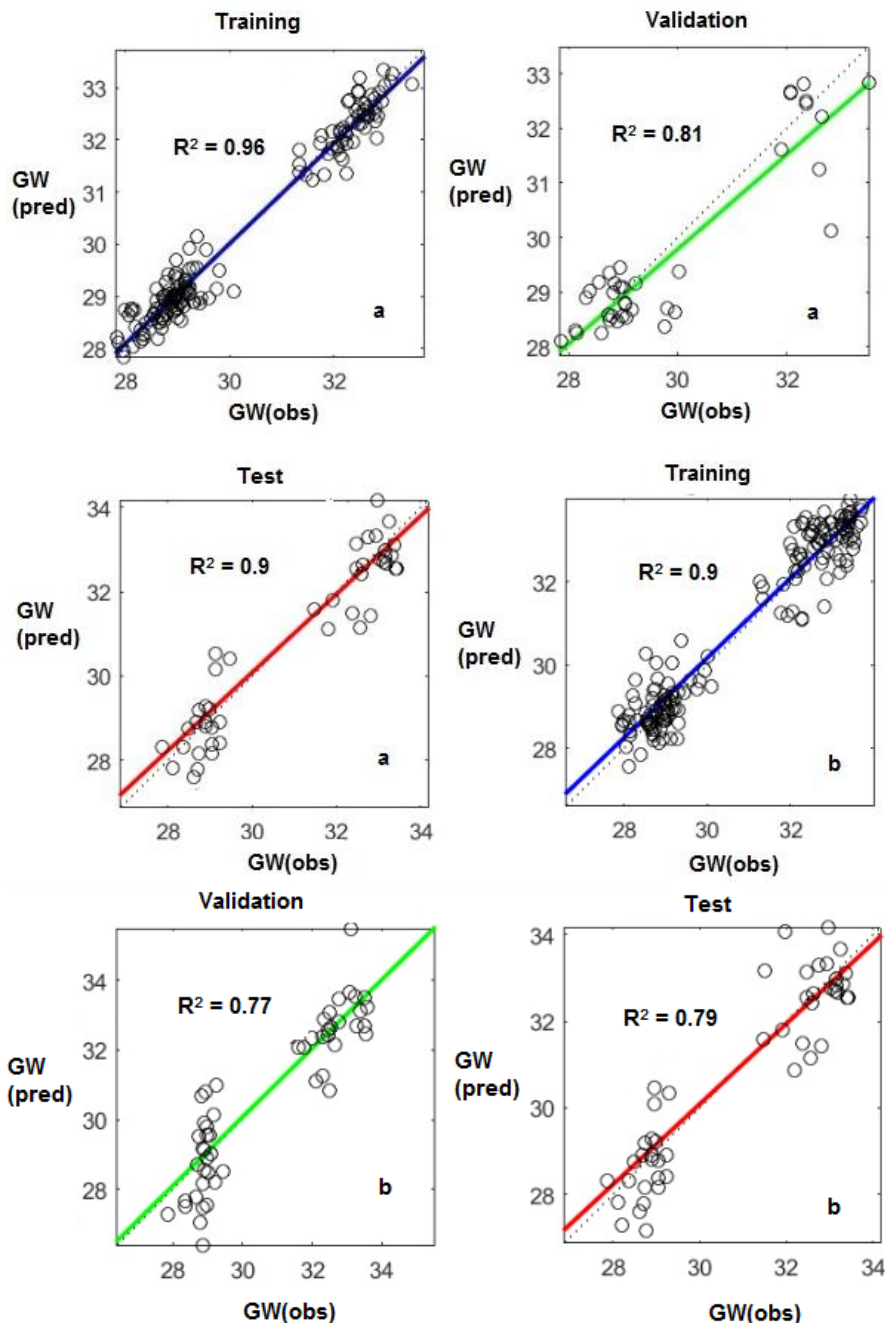 Training
33
32
31
30
29
28
GW
(pred)
R² = 0.96
a
28
30
32
GW(obs)
Validation
33
32
31
30
29
28
GW
(pred)
R² = 0.81
a
28
30
32
GW(obs)
Test
34
32
30
28
GW
(pred)
R² = 0.9
a
28
30
32
34
GW(obs)
Training
34
32
30
28
GW
(pred)
R² = 0.9
b
28
30
32
GW(obs)
Validation
34
32
30
28
GW
(pred)
R² = 0.77
b
28
30
32
34
GW(obs)
Test
34
32
30
28
GW
(pred)
R² = 0.79
b
28
30
32
34
GW(obs)